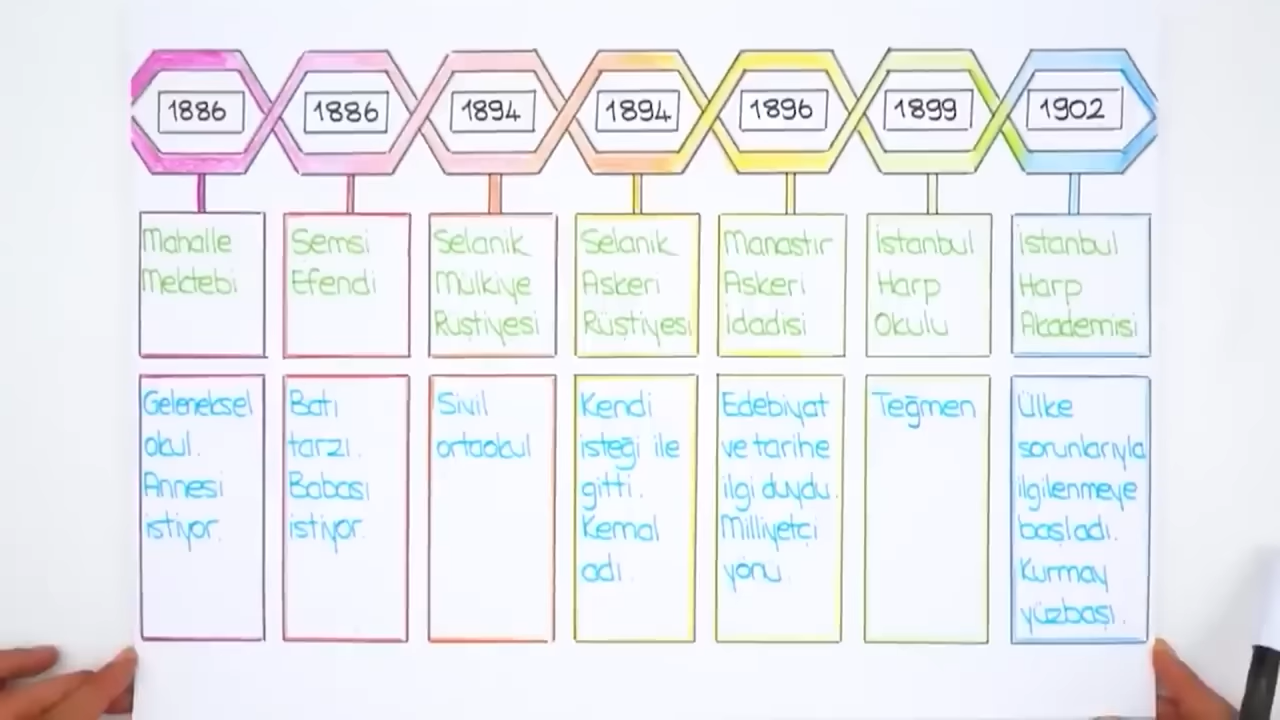 1886
1886
1894
1894
1896
1899
1902
Mahalle
Mektebi
Şemsi
Efendi
Selanik
Mülkiye
Rüştiyesi
Selanik
Askeri
Rüştiyesi
Manastır
Askeri
İdadisi
İstanbul
Harp
Okulu
İstanbul
Harp
Akademisi
Geleneksel
okul.
Annesi
istiyor.
Batı
tarzı.
Babası
istiyor.
Sivil
ortaokul
Kendi
isteği ile
gitti.
Kemal
adı.
Edebiyat
ve tarihe
ilgi duydu.
Milliyetçi
yönü.
Teğmen
Ülke
sorunlarıyla
ilgilenmeye
başladı.
Kurmay
yüzbaşı.